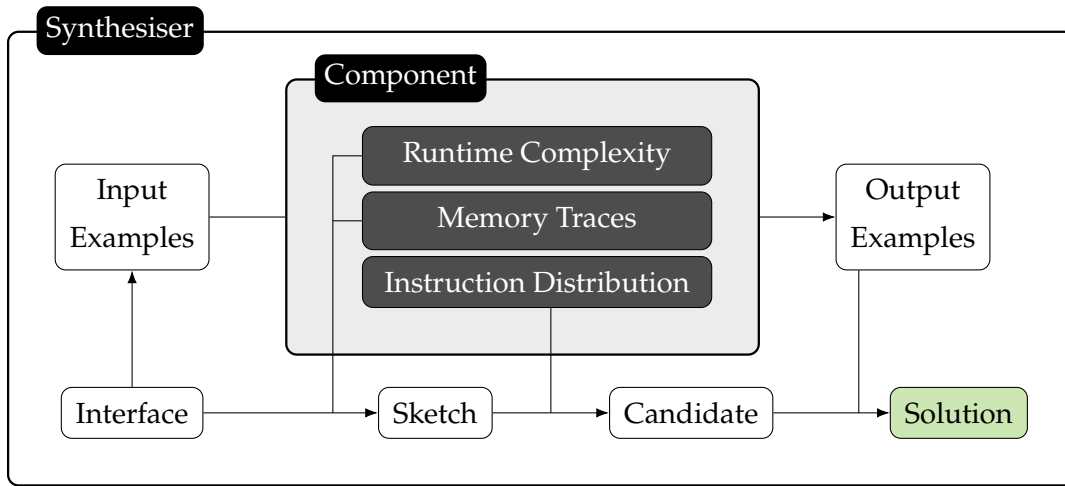 Synthesiser
Component
Runtime Complexity
Input
Examples
Memory Traces
Output
Examples
Instruction Distribution
Interface
Sketch
Candidate
Solution